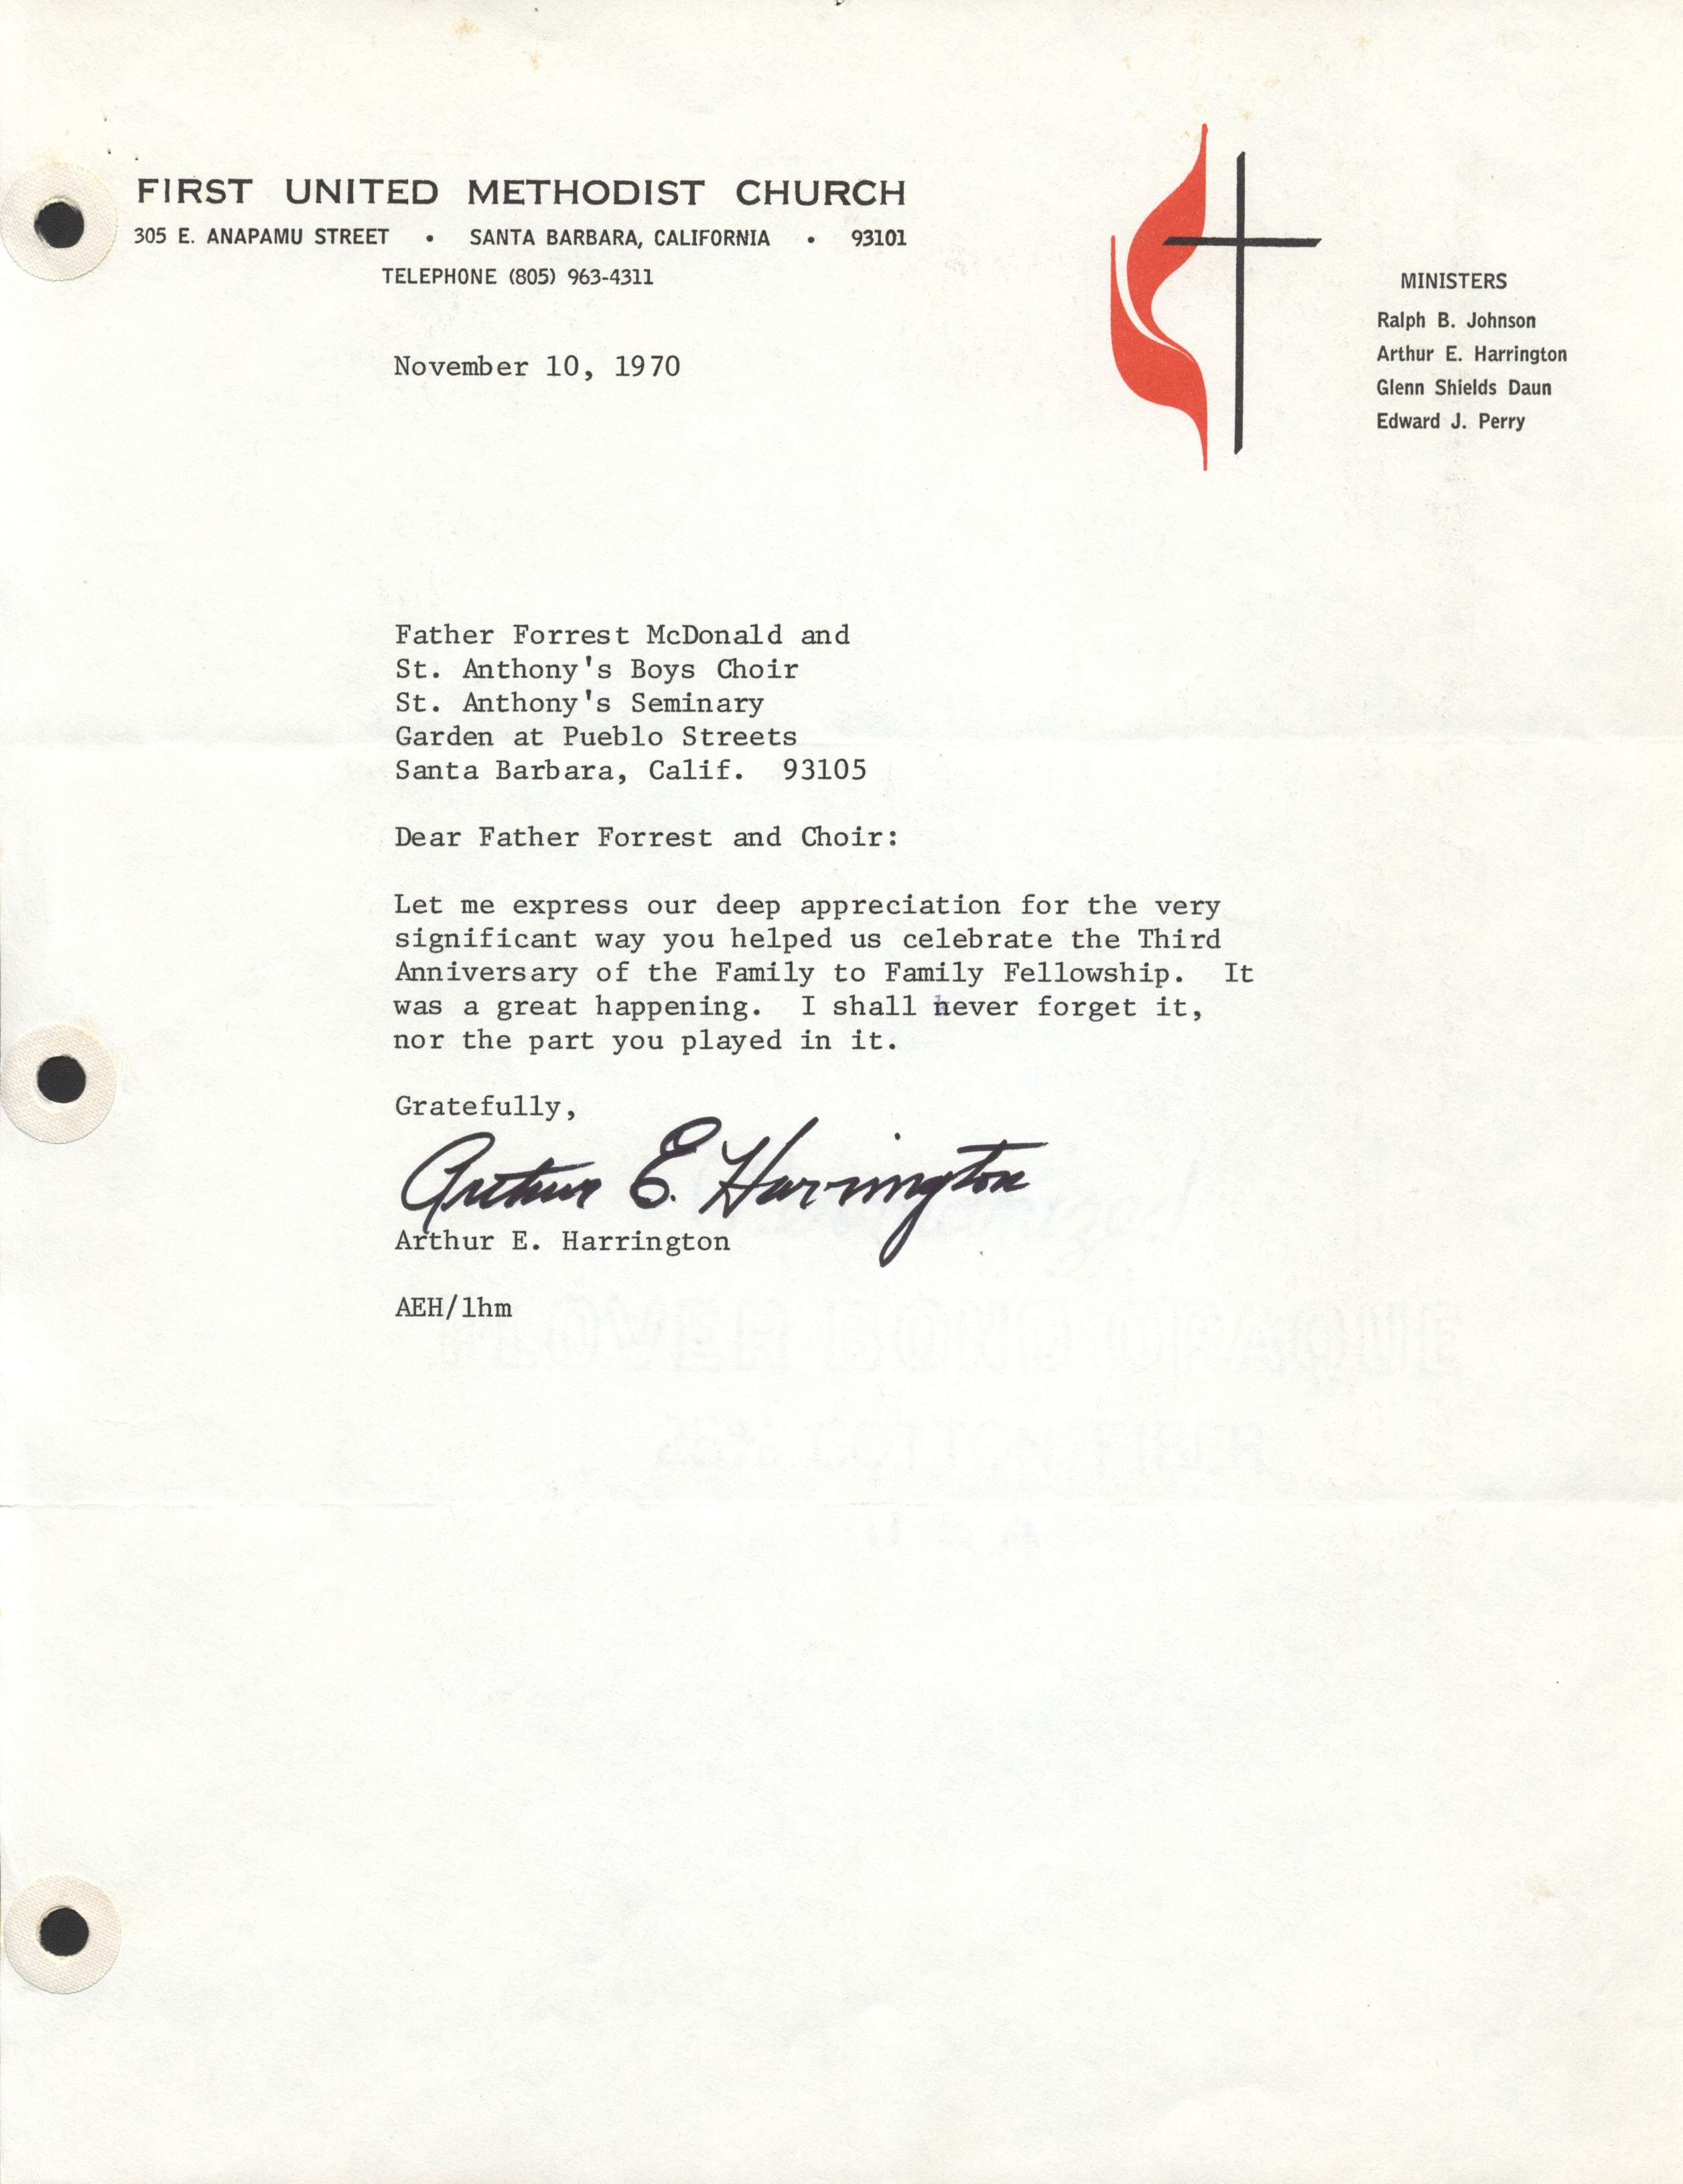 FIRST UNITED METHODIST CHURCH
305 E. ANAPAMU STREET • SANTA BARBARA, CALIFORNIA • 93101
TELEPHONE (805) 963-4311
MINISTERS
Ralph B. Johnson
Arthur E. Harrington
Glenn Shields Daun
Edward J. Perry
November 10, 1970
Father Forrest McDonald and
St. Anthony's Boys Choir
St. Anthony's Seminary
Garden at Pueblo Streets
Santa Barbara, Calif. 93105
Dear Father Forrest and Choir:
Let me express our deep appreciation for the very
significant way you helped us celebrate the Third
Anniversary of the Family to Family Fellowship. It
was a great happening. I shall never forget it,
nor the part you played in it.
Gratefully,
Arthur E. Harrington
Arthur E. Harrington
AEH/lhm